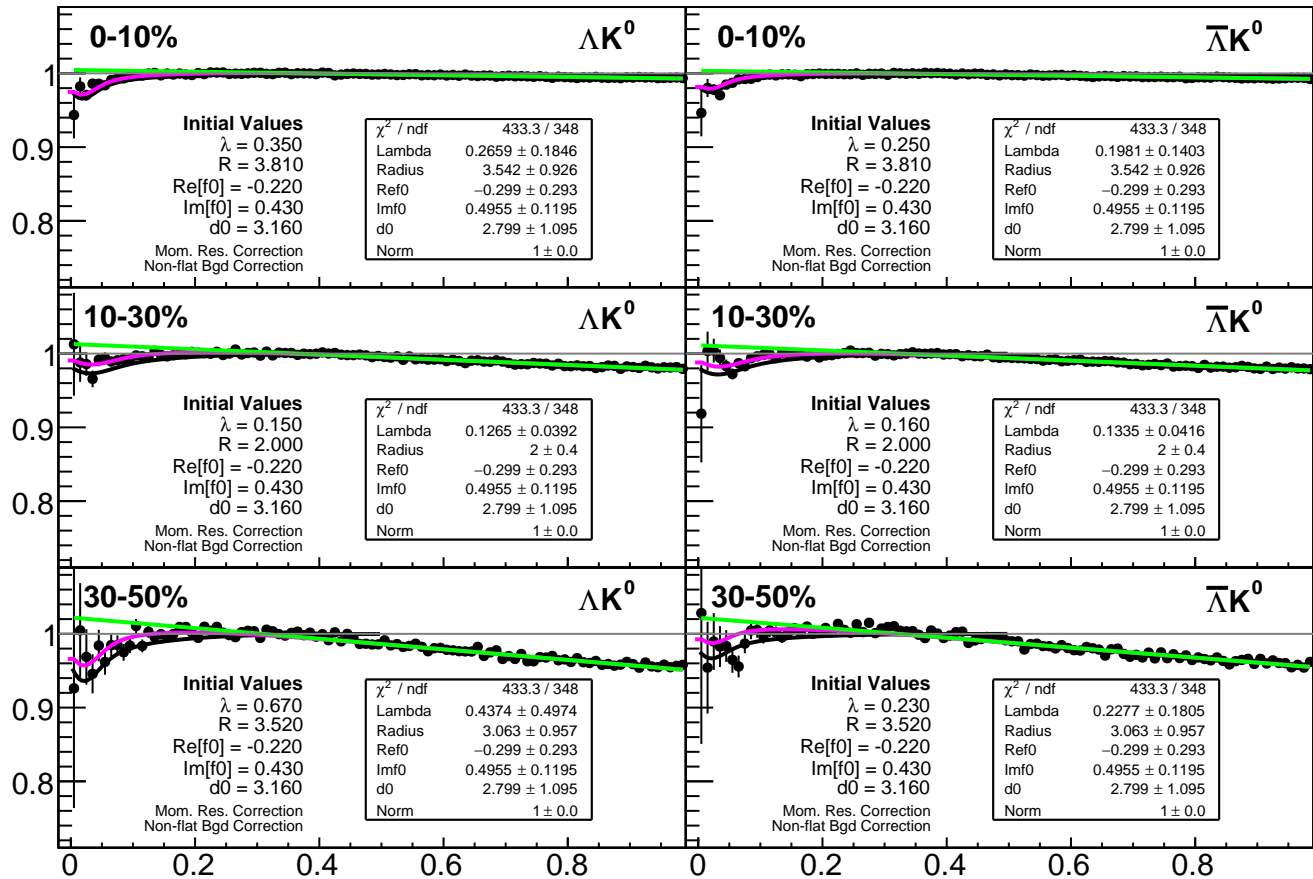 0-10%
ΛK⁰
1
0.9
0.8
Initial Values
λ = 0.350
R = 3.810
Re[f0] = -0.220
Im[f0] = 0.430
d0 = 3.160
Mom. Res. Correction
Non-flat Bgd Correction
χ² / ndf 433.3 / 348
Lambda 0.2659 ± 0.1846
Radius 3.542 ± 0.926
Ref0 −0.299 ± 0.293
Imf0 0.4955 ± 0.1195
d0 2.799 ± 1.095
Norm 1 ± 0.0
0-10%
Λ̅K⁰
Initial Values
λ = 0.250
R = 3.810
Re[f0] = -0.220
Im[f0] = 0.430
d0 = 3.160
Mom. Res. Correction
Non-flat Bgd Correction
χ² / ndf 433.3 / 348
Lambda 0.1981 ± 0.1403
Radius 3.542 ± 0.926
Ref0 −0.299 ± 0.293
Imf0 0.4955 ± 0.1195
d0 2.799 ± 1.095
Norm 1 ± 0.0
10-30%
ΛK⁰
1
0.9
0.8
Initial Values
λ = 0.150
R = 2.000
Re[f0] = -0.220
Im[f0] = 0.430
d0 = 3.160
Mom. Res. Correction
Non-flat Bgd Correction
χ² / ndf 433.3 / 348
Lambda 0.1265 ± 0.0392
Radius 2 ± 0.4
Ref0 −0.299 ± 0.293
Imf0 0.4955 ± 0.1195
d0 2.799 ± 1.095
Norm 1 ± 0.0
10-30%
Λ̅K⁰
Initial Values
λ = 0.160
R = 2.000
Re[f0] = -0.220
Im[f0] = 0.430
d0 = 3.160
Mom. Res. Correction
Non-flat Bgd Correction
χ² / ndf 433.3 / 348
Lambda 0.1335 ± 0.0416
Radius 2 ± 0.4
Ref0 −0.299 ± 0.293
Imf0 0.4955 ± 0.1195
d0 2.799 ± 1.095
Norm 1 ± 0.0
30-50%
ΛK⁰
1
0.9
0.8
Initial Values
λ = 0.670
R = 3.520
Re[f0] = -0.220
Im[f0] = 0.430
d0 = 3.160
Mom. Res. Correction
Non-flat Bgd Correction
χ² / ndf 433.3 / 348
Lambda 0.4374 ± 0.4974
Radius 3.063 ± 0.957
Ref0 −0.299 ± 0.293
Imf0 0.4955 ± 0.1195
d0 2.799 ± 1.095
Norm 1 ± 0.0
30-50%
Λ̅K⁰
Initial Values
λ = 0.230
R = 3.520
Re[f0] = -0.220
Im[f0] = 0.430
d0 = 3.160
Mom. Res. Correction
Non-flat Bgd Correction
χ² / ndf 433.3 / 348
Lambda 0.2277 ± 0.1805
Radius 3.063 ± 0.957
Ref0 −0.299 ± 0.293
Imf0 0.4955 ± 0.1195
d0 2.799 ± 1.095
Norm 1 ± 0.0
0 0.2 0.4 0.6 0.8 0 0.2 0.4 0.6 0.8